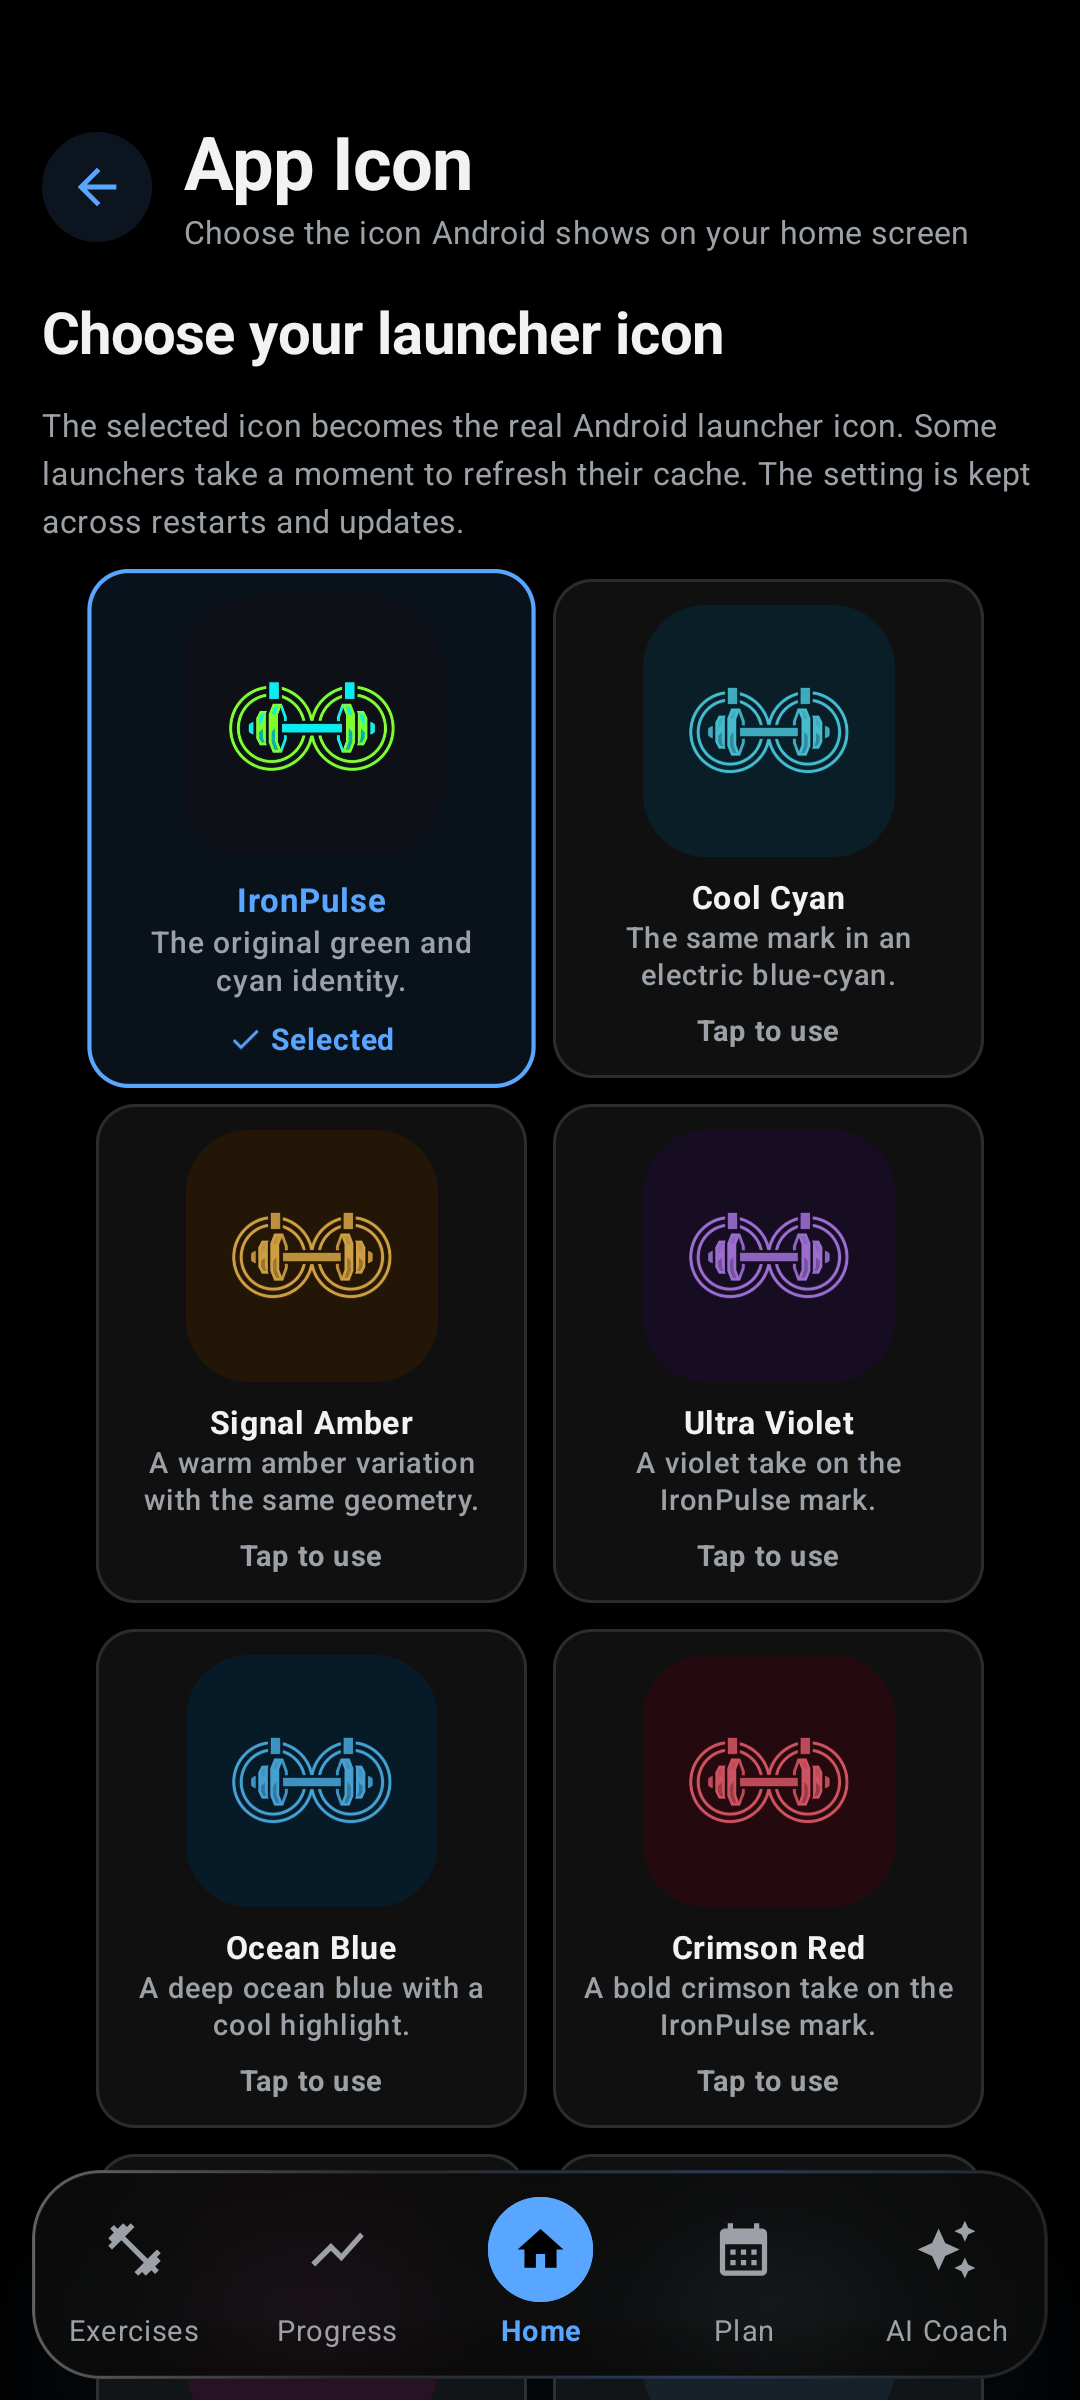 App Icon
Choose the icon Android shows on your home screen
Choose your launcher icon
The selected icon becomes the real Android launcher icon. Some
launchers take a moment to refresh their cache. The setting is kept
across restarts and updates.
IronPulse
The original green and
cyan identity.
Selected
Cool Cyan
The same mark in an
electric blue-cyan.
Tap to use
Signal Amber
A warm amber variation
with the same geometry.
Tap to use
Ultra Violet
A violet take on the
IronPulse mark.
Tap to use
Ocean Blue
A deep ocean blue with a
cool highlight.
Tap to use
Crimson Red
A bold crimson take on the
IronPulse mark.
Tap to use
Exercises
Progress
Home
Plan
AI Coach